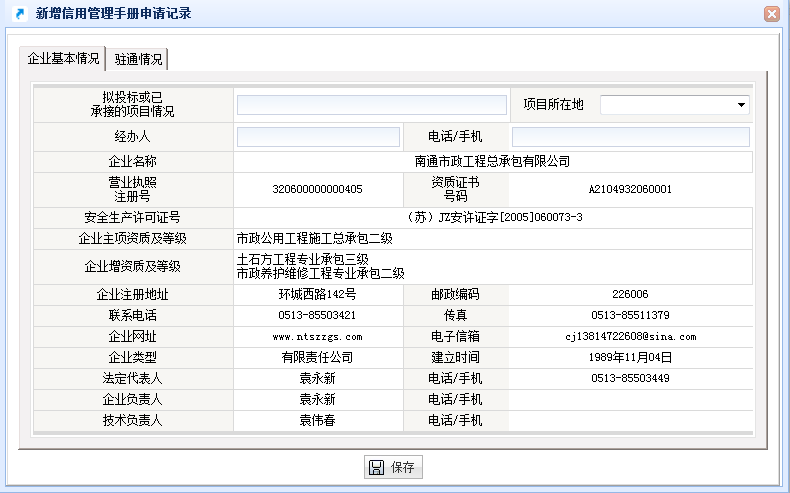 新增信用管理手册申请记录
企业基本情况 驻通情况
拟投标或已
承接的项目情况
项目所在地
经办人 电话/手机
企业名称 南通市政工程总承包有限公司
营业执照
注册号
320600000000405
资质证书
号码
A2104932060001
安全生产许可证号 （苏）JZ安许证字[2005]060073-3
企业主项资质及等级 市政公用工程施工总承包二级
企业增资质及等级
土石方工程专业承包三级
市政养护维修工程专业承包二级
企业注册地址 环城西路142号 邮政编码 226006
联系电话 0513-85503421 传真 0513-85511379
企业网址 www.ntszzgs.com 电子信箱 cj13814722608@sina.com
企业类型 有限责任公司 建立时间 1989年11月04日
法定代表人 袁永新 电话/手机 0513-85503449
企业负责人 袁永新 电话/手机
技术负责人 袁伟春 电话/手机
保存